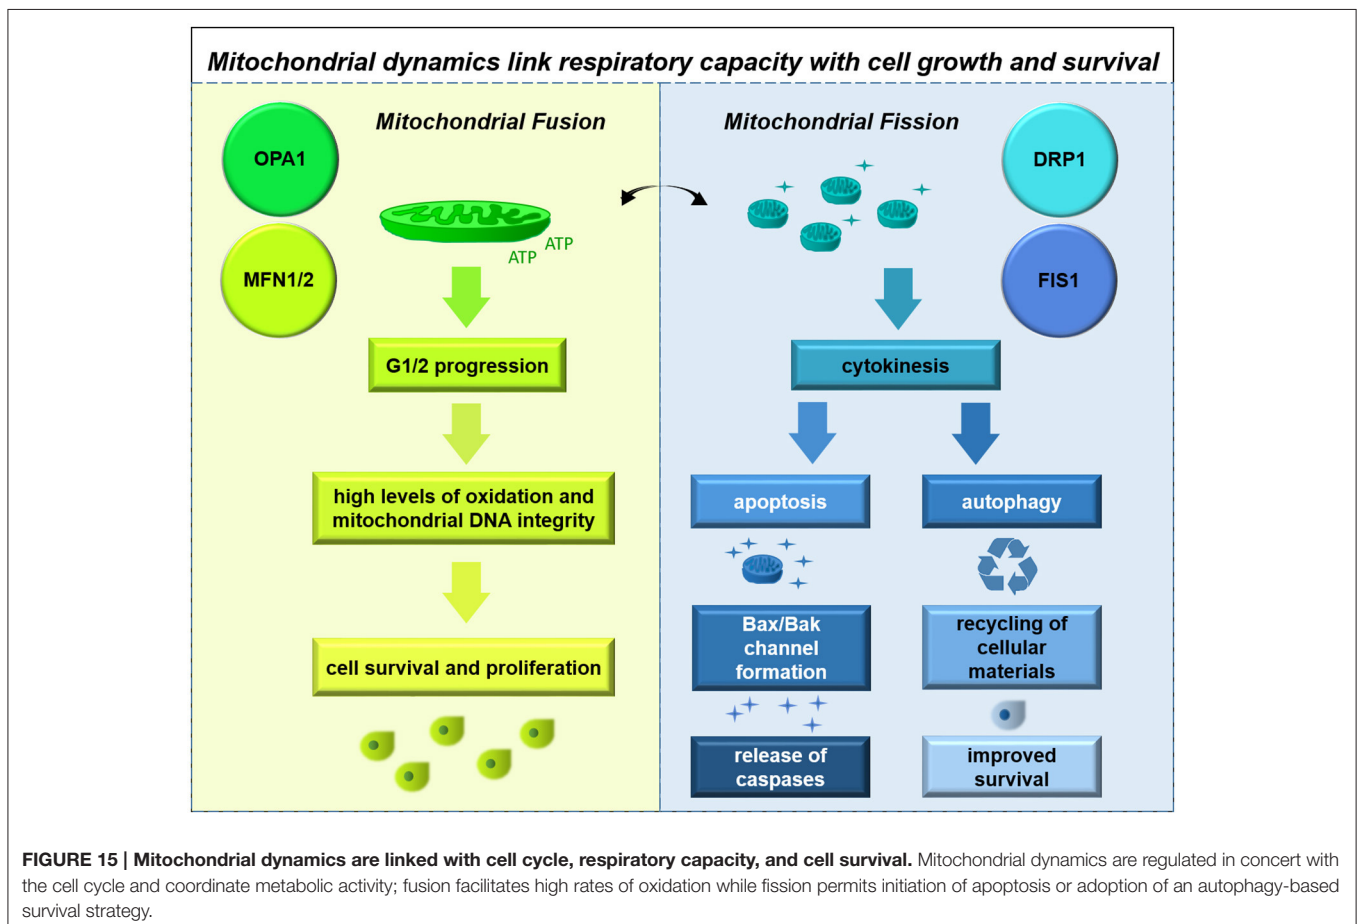 Mitochondrial dynamics link respiratory capacity with cell growth and survival
Mitochondrial Fusion
OPA1
MFN1/2
ATP
ATP
G1/2 progression
high levels of oxidation and
mitochondrial DNA integrity
cell survival and proliferation
Mitochondrial Fission
DRP1
FIS1
cytokinesis
apoptosis
Bax/Bak
channel
formation
release of
caspases
autophagy
recycling of
cellular
materials
improved
survival
FIGURE 15 | Mitochondrial dynamics are linked with cell cycle, respiratory capacity, and cell survival. Mitochondrial dynamics are regulated in concert with
the cell cycle and coordinate metabolic activity; fusion facilitates high rates of oxidation while fission permits initiation of apoptosis or adoption of an autophagy-based
survival strategy.